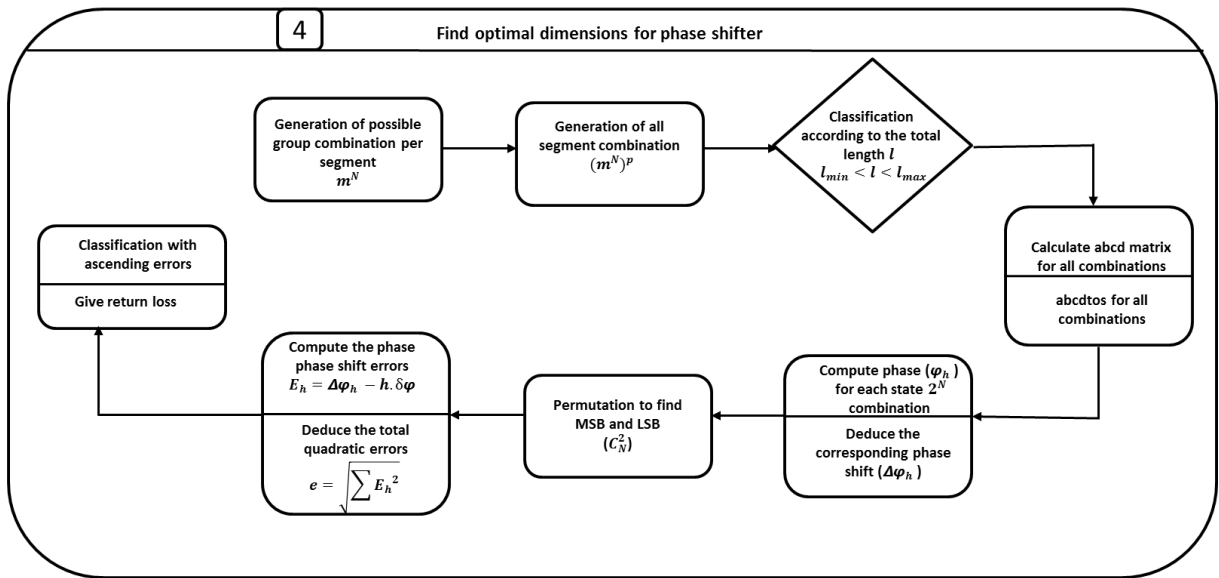 4
Find optimal dimensions for phase shifter
Generation of possible
group combination per
segment
m^N
Generation of all
segment combination
(m^N)^p
Classification
according to the total
length l
l_min < l < l_max
Calculate abcd matrix
for all combinations
abcdtos for all
combinations
Compute phase (φ_h)
for each state 2^N
combination
Deduce the
corresponding phase
shift (Δφ_h)
Permutation to find
MSB and LSB
(C_N^2)
Compute the phase
phase shift errors
E_h = Δφ_h − h.δφ
Deduce the total
quadratic errors
e = √∑ E_h^2
Classification with
ascending errors
Give return loss